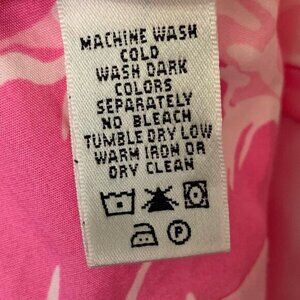 MACHINE WASH
COLD
WASH DARK
COLORS
SEPARATELY
NO BLEACH
TUMBLE DRY LOW
WARM IRON OR
DRY CLEAN
P